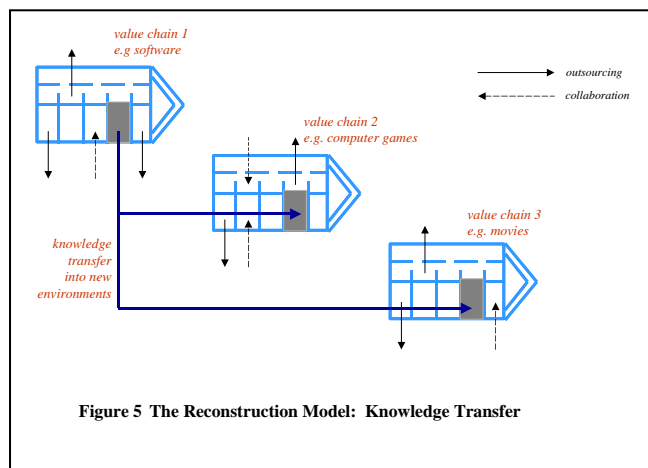 value chain 1
e.g software
outsourcing
collaboration
value chain 2
e.g. computer games
value chain 3
e.g. movies
knowledge
transfer
into new
environments
Figure 5 The Reconstruction Model: Knowledge Transfer